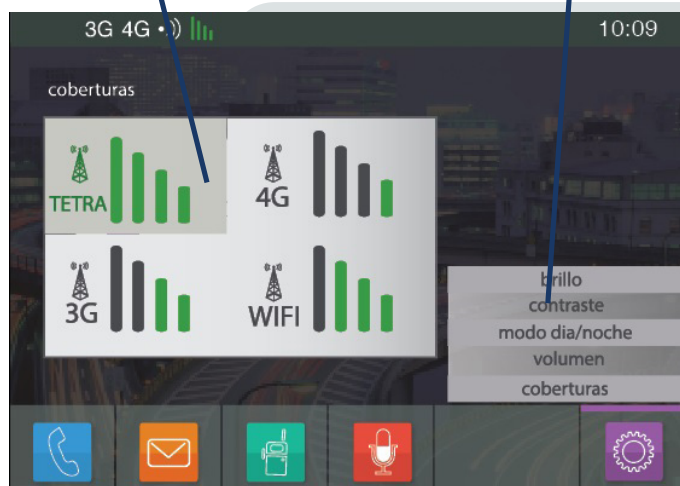 3G 4G 10:09
coberturas
TETRA
4G
3G
WIFI
brillo
contraste
modo dia/noche
volumen
coberturas